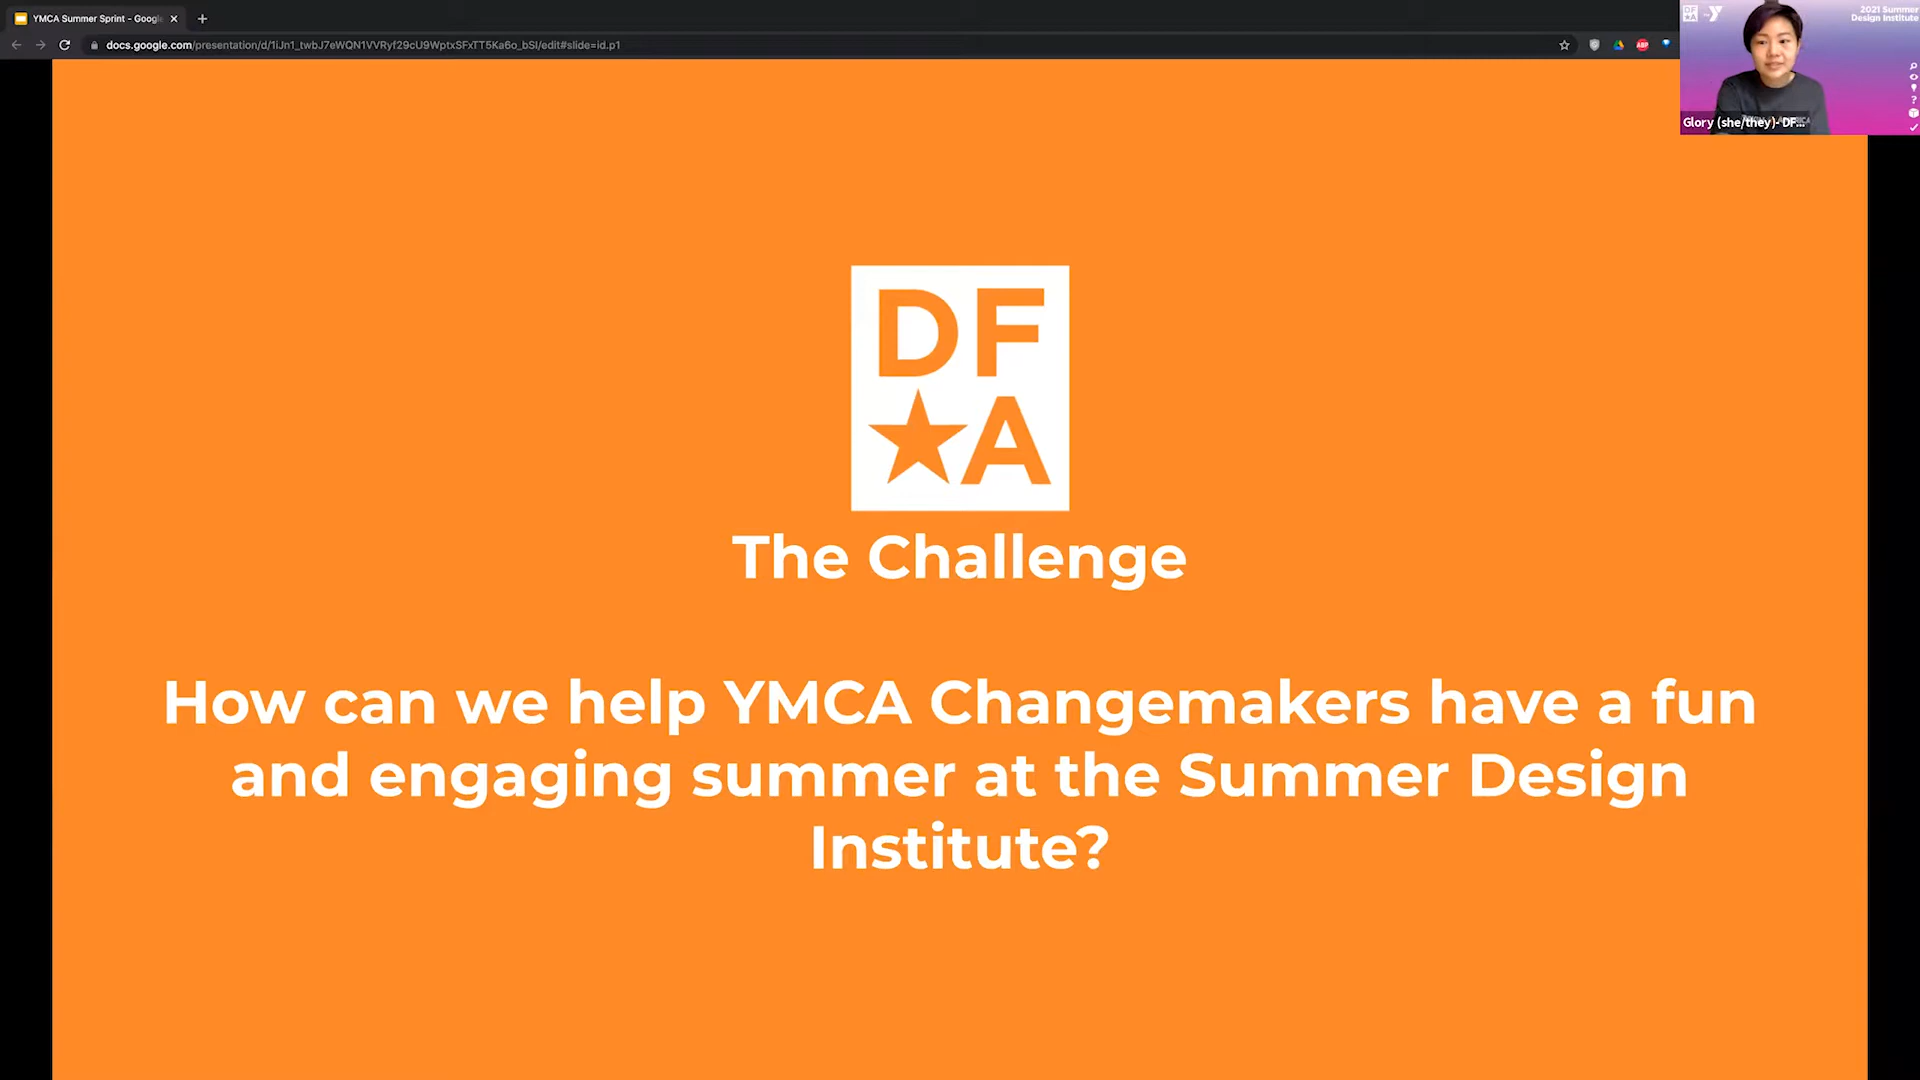 YMCA Summer Sprint - Googl
docs.google.com/presentation/d/1iJn1_twbJ7eWQN1VVRyf29cU9WptxSFxTT5Ka6o_bSI/edit#slide=id.p1
ABP
DF
★A
Y
2021 Summer
Design Institute
?
Glory (she/they)- DF...
DF
★A
The Challenge
How can we help YMCA Changemakers have a fun
and engaging summer at the Summer Design
Institute?